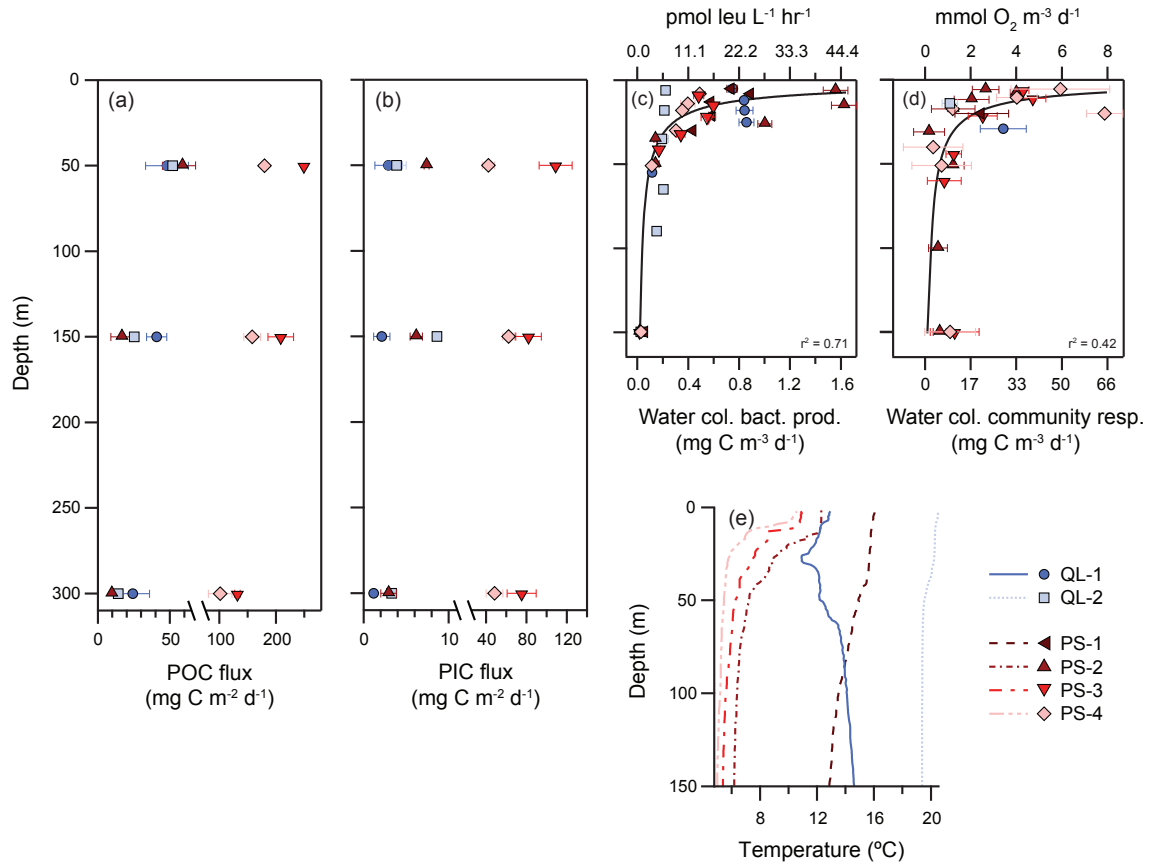 pmol leu L⁻¹ hr⁻¹
mmol O₂ m⁻³ d⁻¹
0.0 11.1 22.2 33.3 44.4
0 2 4 6 8
(a)
(b)
(c)
(d)
0
50
100
150
200
250
300
Depth (m)
r² = 0.71
r² = 0.42
0.0 0.4 0.8 1.2 1.6
0 17 33 50 66
Water col. bact. prod.
(mg C m⁻³ d⁻¹)
Water col. community resp.
(mg C m⁻³ d⁻¹)
0 50 100 200
POC flux
(mg C m⁻² d⁻¹)
0 10 40 80 120
PIC flux
(mg C m⁻² d⁻¹)
(e)
0
50
100
150
Depth (m)
8 12 16 20
Temperature (ºC)
QL-1
QL-2
PS-1
PS-2
PS-3
PS-4